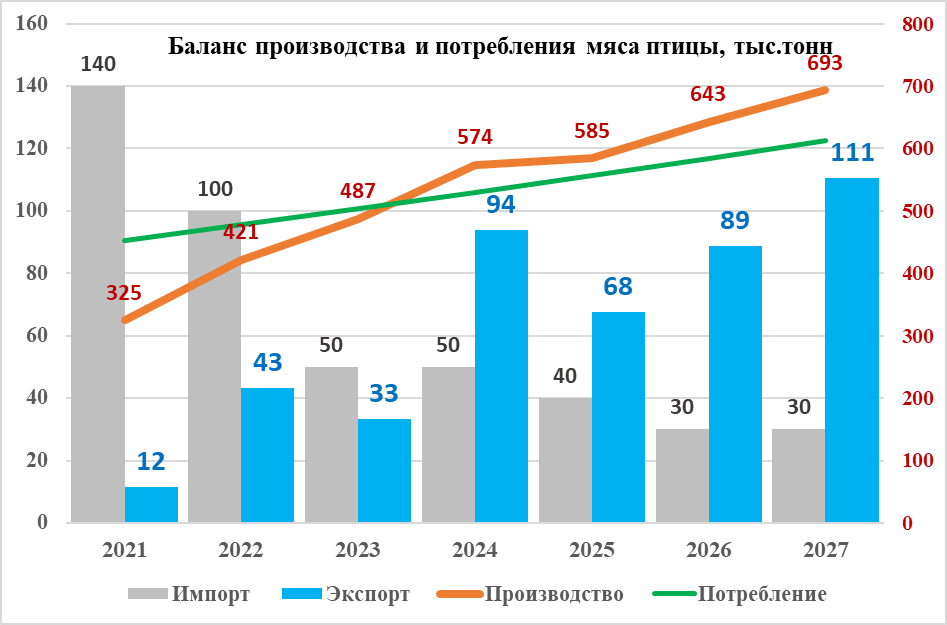 Баланс производства и потребления мяса птицы, тыс.тонн
160 800
140 700
120 600
100 500
80 400
60 300
40 200
20 100
0 0
140 100 50 50 40 30 30
12 43 33 94 68 89 111
325 421 487 574 585 643 693
2021 2022 2023 2024 2025 2026 2027
Импорт Экспорт Производство Потребление